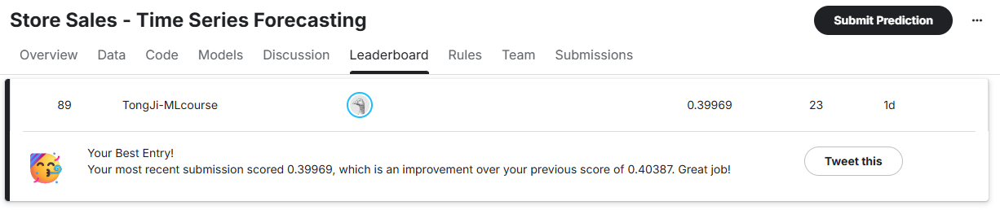 Store Sales - Time Series Forecasting
Submit Prediction
Overview Data Code Models Discussion Leaderboard Rules Team Submissions
89 TongJi-MLcourse 0.39969 23 1d
Your Best Entry!
Your most recent submission scored 0.39969, which is an improvement over your previous score of 0.40387. Great job!
Tweet this